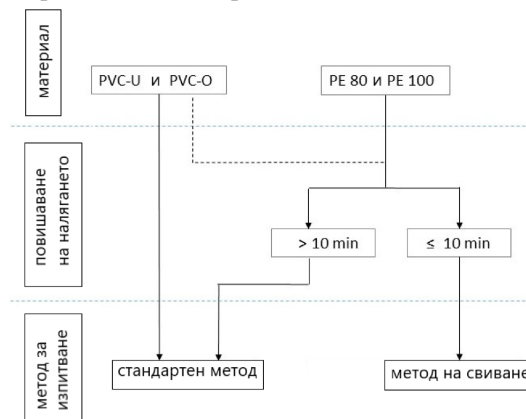 материал
PVC-U и PVC-O
PE 80 и PE 100
повишаване
на налягането
> 10 min
≤ 10 min
метод за
изпитване
стандартен метод
метод на свиване